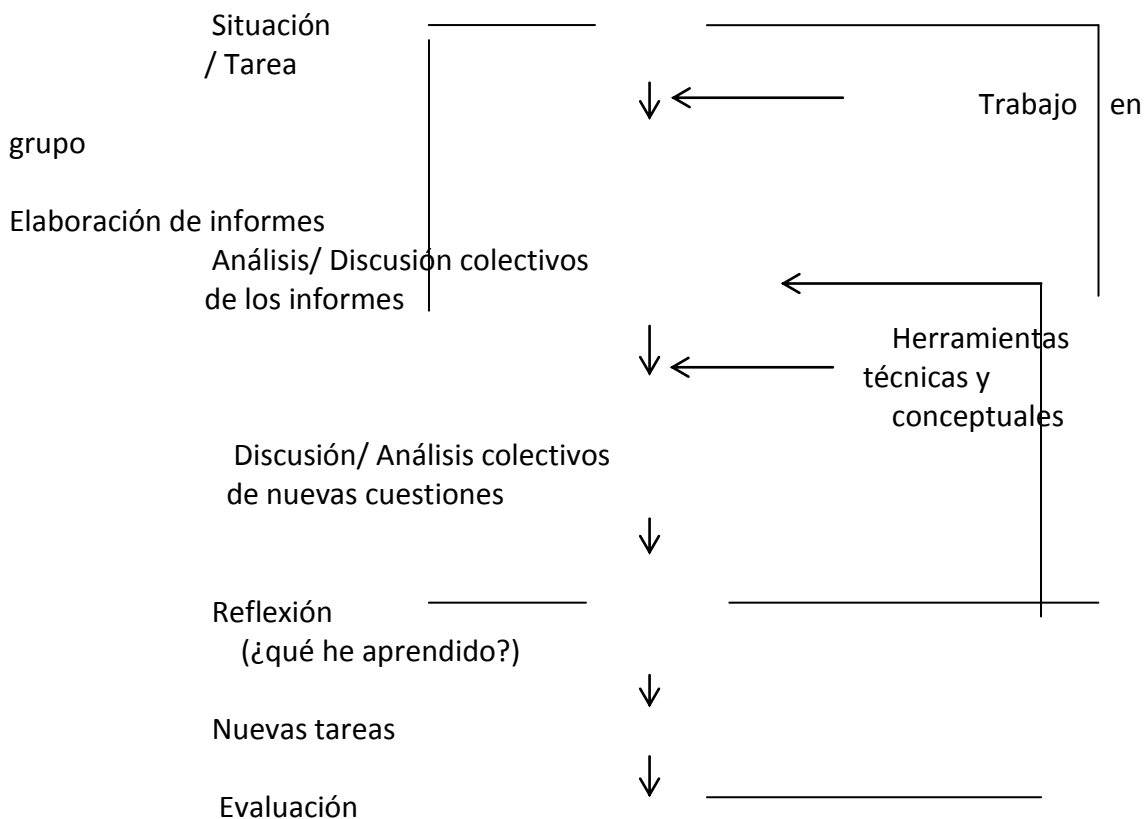 Situación
/ Tarea
Trabajo en
grupo
Elaboración de informes
Análisis/ Discusión colectivos
de los informes
Herramientas
técnicas y
conceptuales
Discusión/ Análisis colectivos
de nuevas cuestiones
Reflexión
(¿qué he aprendido?)
Nuevas tareas
Evaluación